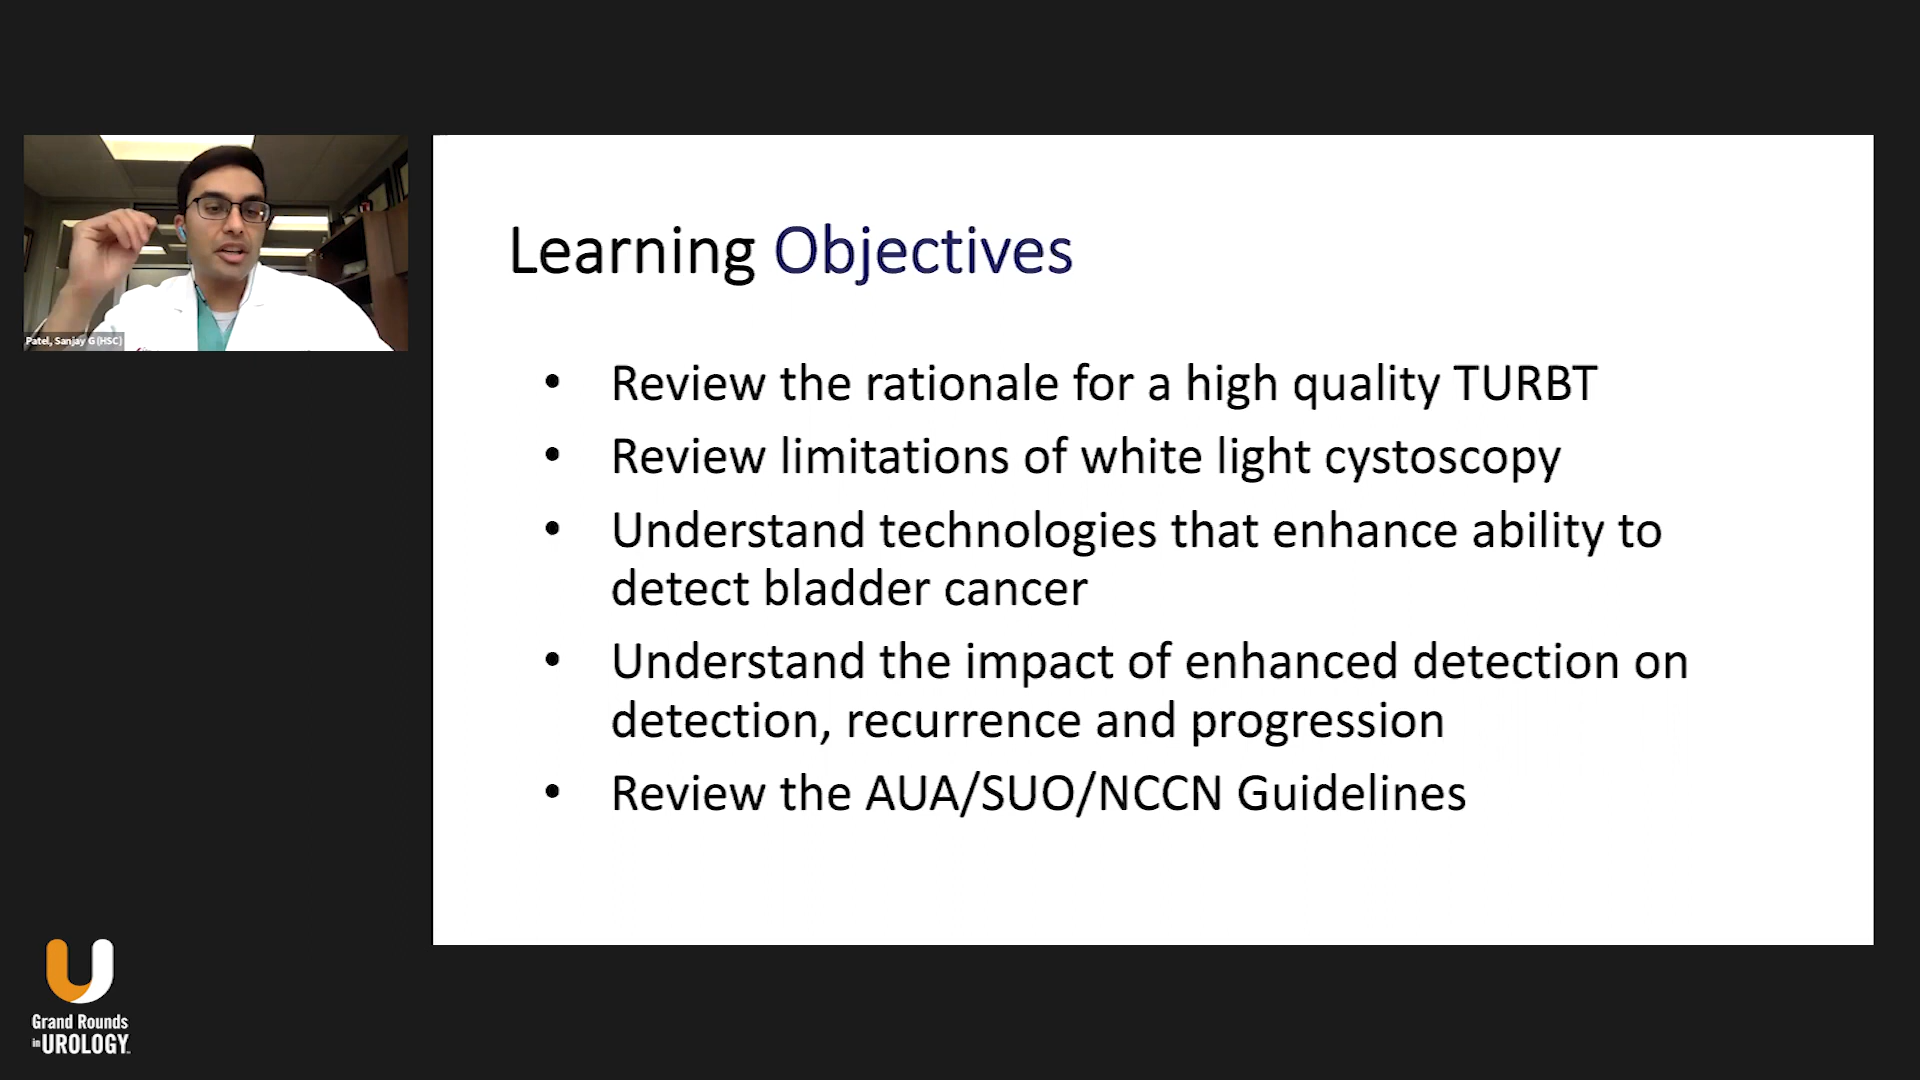 Patel, Sanjay G (HSC)
Learning Objectives
• Review the rationale for a high quality TURBT
• Review limitations of white light cystoscopy
• Understand technologies that enhance ability to
detect bladder cancer
• Understand the impact of enhanced detection on
detection, recurrence and progression
• Review the AUA/SUO/NCCN Guidelines
Grand Rounds
in UROLOGY